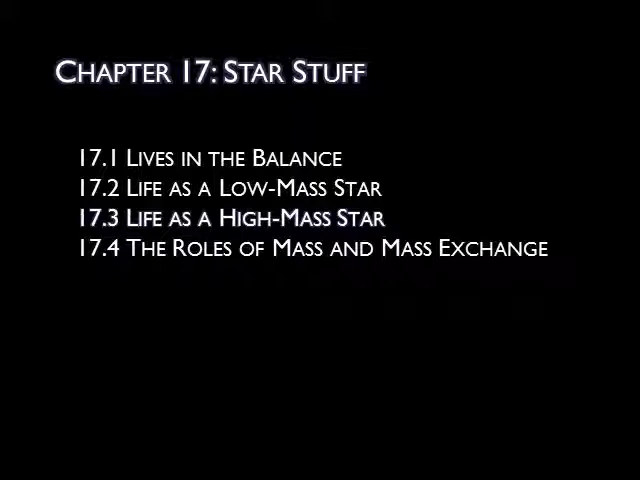 Chapter 17: Star Stuff
17.1 Lives in the Balance
17.2 Life as a Low-Mass Star
17.3 Life as a High-Mass Star
17.4 The Roles of Mass and Mass Exchange